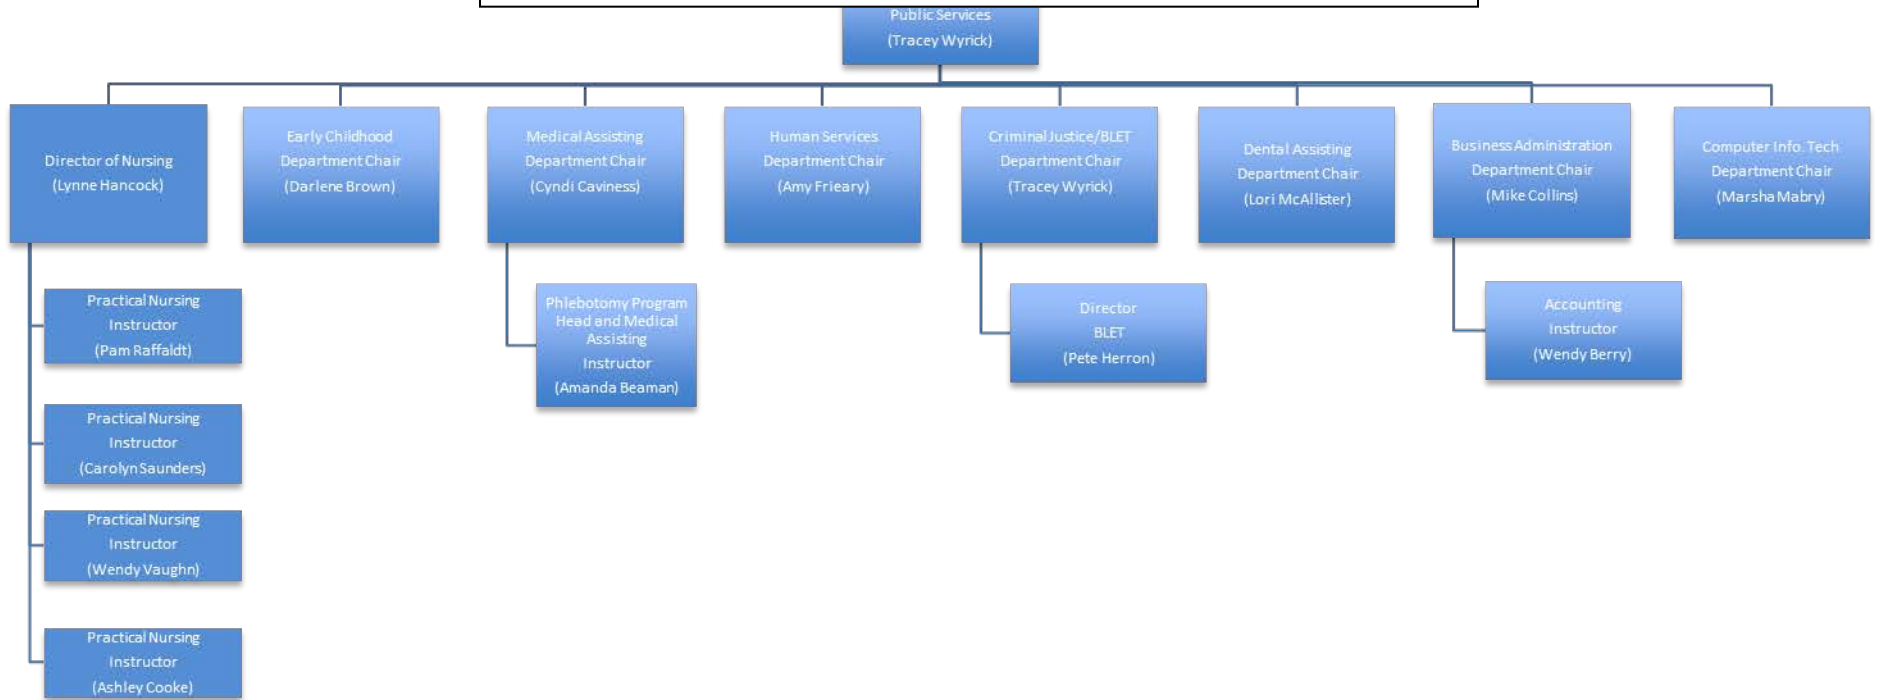 Public Services
(Tracey Wyrick)
Director of Nursing
(Lynne Hancock)
Early Childhood
Department Chair
(Darlene Brown)
Medical Assisting
Department Chair
(Cyndi Caviness)
Human Services
Department Chair
(Amy Frieary)
Criminal Justice/BLET
Department Chair
(Tracey Wyrick)
Dental Assisting
Department Chair
(Lori McAllister)
Business Administration
Department Chair
(Mike Collins)
Computer Info. Tech
Department Chair
(Marsha Mabry)
Practical Nursing
Instructor
(Pam Raffaldt)
Practical Nursing
Instructor
(Carolyn Saunders)
Practical Nursing
Instructor
(Wendy Vaughn)
Practical Nursing
Instructor
(Ashley Cooke)
Phlebotomy Program
Head and Medical
Assisting
Instructor
(Amanda Beaman)
Director
BLET
(Pete Herron)
Accounting
Instructor
(Wendy Berry)